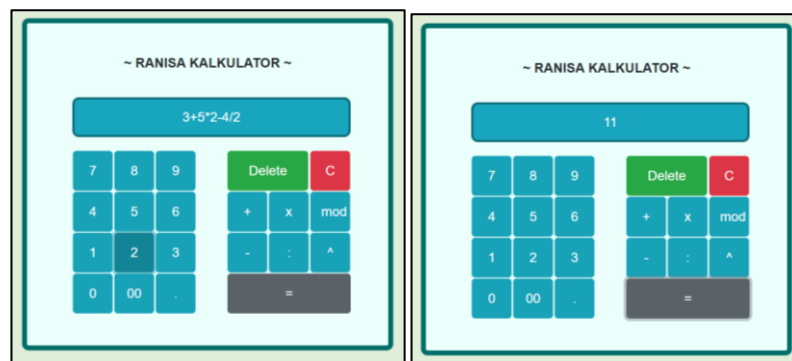 ~ RANISA KALKULATOR ~
3+5*2-4/2
7 8 9 Delete C
4 5 6 + x mod
1 2 3 - : ^
0 00 . =
~ RANISA KALKULATOR ~
11
7 8 9 Delete C
4 5 6 + x mod
1 2 3 - : ^
0 00 . =